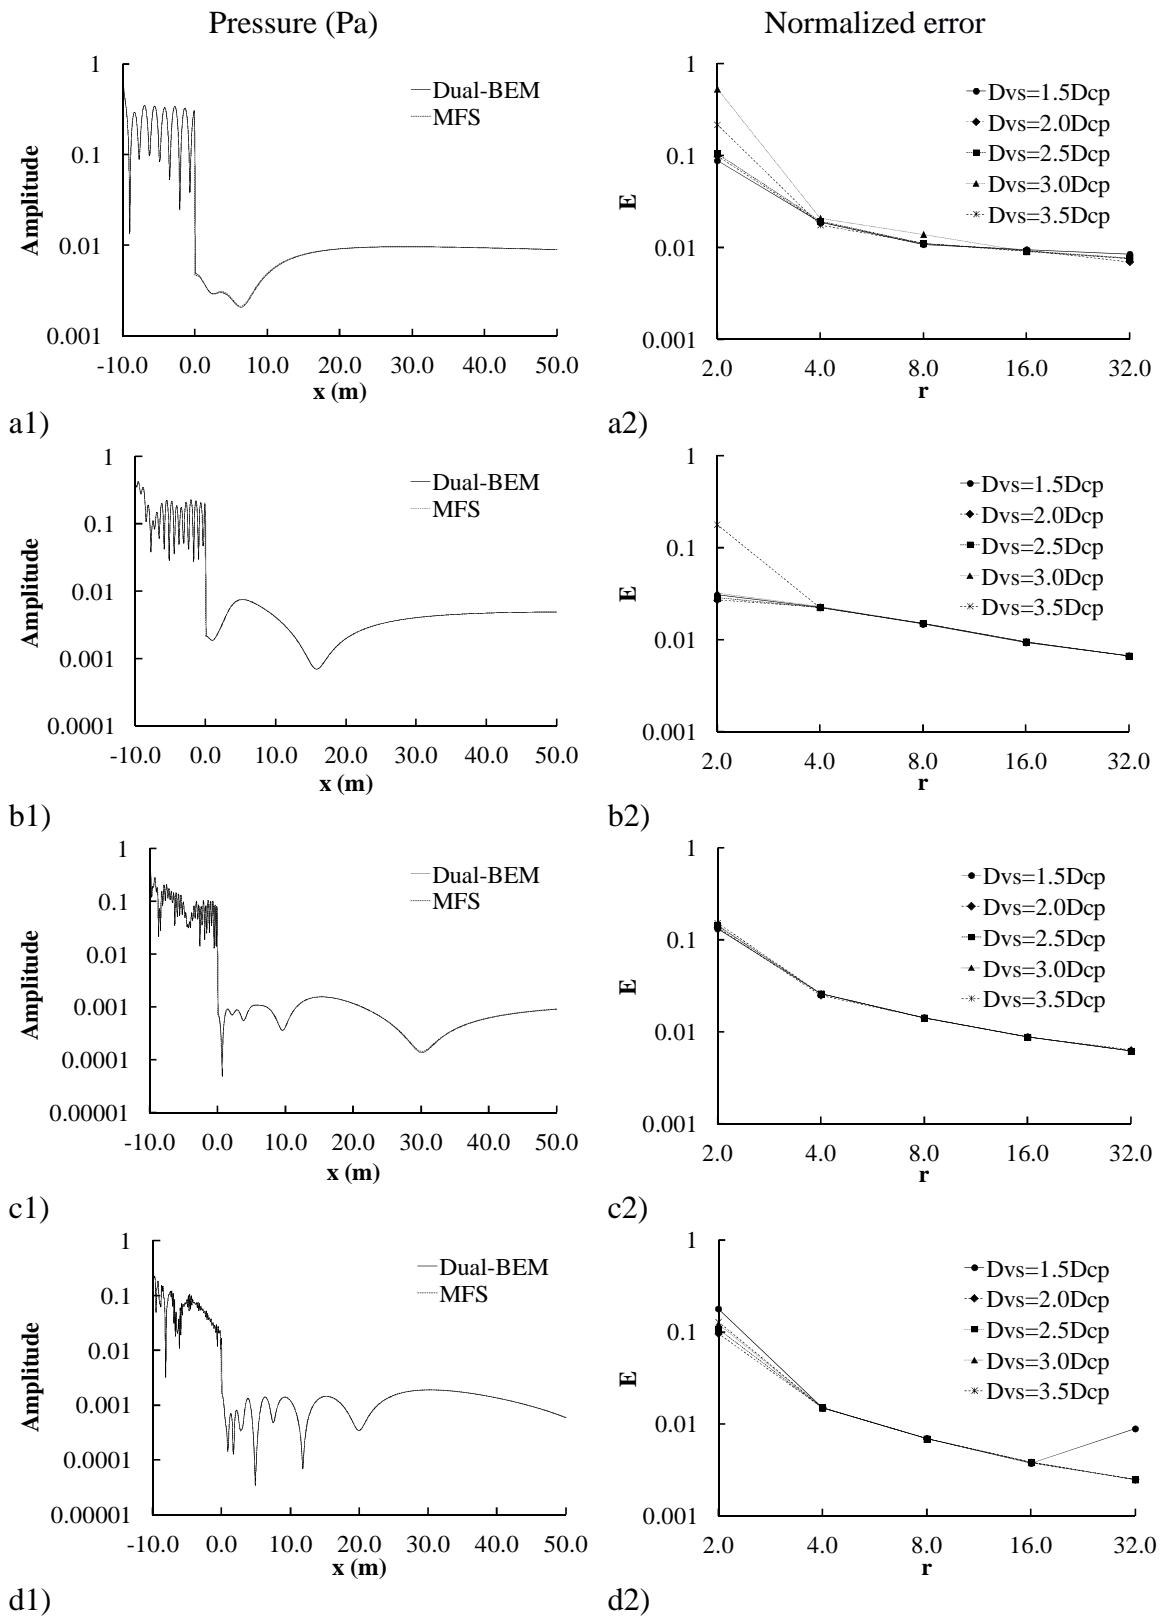 Pressure (Pa)
Normalized error
1
0.1
0.01
0.001
Amplitude
-10.0 0.0 10.0 20.0 30.0 40.0 50.0
x (m)
Dual-BEM
MFS
a1)
1
0.1
0.01
0.001
E
2.0 4.0 8.0 16.0 32.0
r
Dvs=1.5Dcp
Dvs=2.0Dcp
Dvs=2.5Dcp
Dvs=3.0Dcp
Dvs=3.5Dcp
a2)
1
0.1
0.01
0.001
0.0001
Amplitude
-10.0 0.0 10.0 20.0 30.0 40.0 50.0
x (m)
Dual-BEM
MFS
b1)
1
0.1
0.01
0.001
E
2.0 4.0 8.0 16.0 32.0
r
Dvs=1.5Dcp
Dvs=2.0Dcp
Dvs=2.5Dcp
Dvs=3.0Dcp
Dvs=3.5Dcp
b2)
1
0.1
0.01
0.001
0.0001
0.00001
Amplitude
-10.0 0.0 10.0 20.0 30.0 40.0 50.0
x (m)
Dual-BEM
MFS
c1)
1
0.1
0.01
0.001
E
2.0 4.0 8.0 16.0 32.0
r
Dvs=1.5Dcp
Dvs=2.0Dcp
Dvs=2.5Dcp
Dvs=3.0Dcp
Dvs=3.5Dcp
c2)
1
0.1
0.01
0.001
0.0001
0.00001
Amplitude
-10.0 0.0 10.0 20.0 30.0 40.0 50.0
x (m)
Dual-BEM
MFS
d1)
1
0.1
0.01
0.001
E
2.0 4.0 8.0 16.0 32.0
r
Dvs=1.5Dcp
Dvs=2.0Dcp
Dvs=2.5Dcp
Dvs=3.0Dcp
Dvs=3.5Dcp
d2)